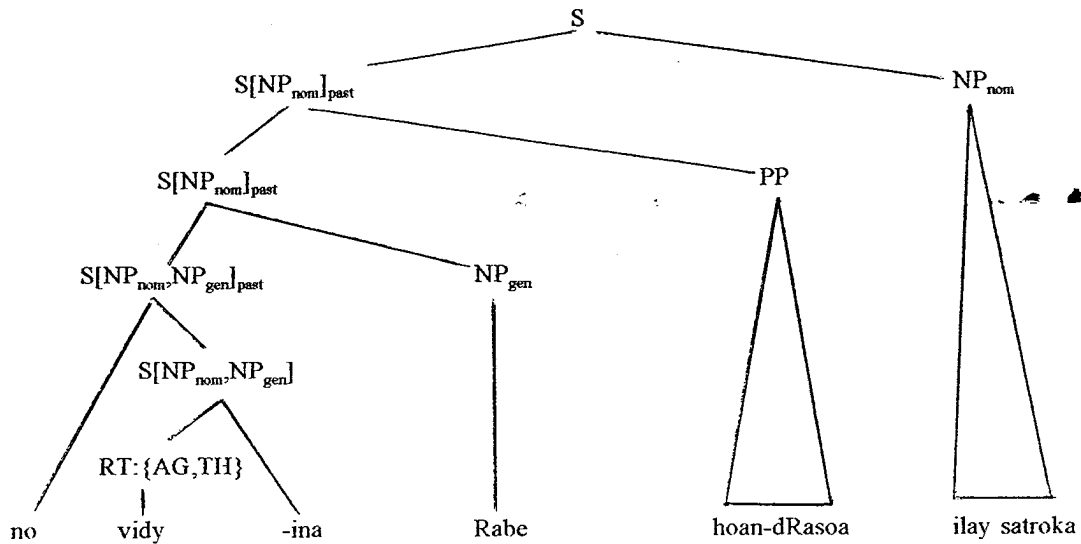 S
S[NPnom]past NPnom
S[NPnom]past PP
S[NPnom,NPgen]past NPgen
S[NPnom,NPgen]
RT:{AG,TH}
no vidy -ina Rabe hoan-dRasoa ilay satroka